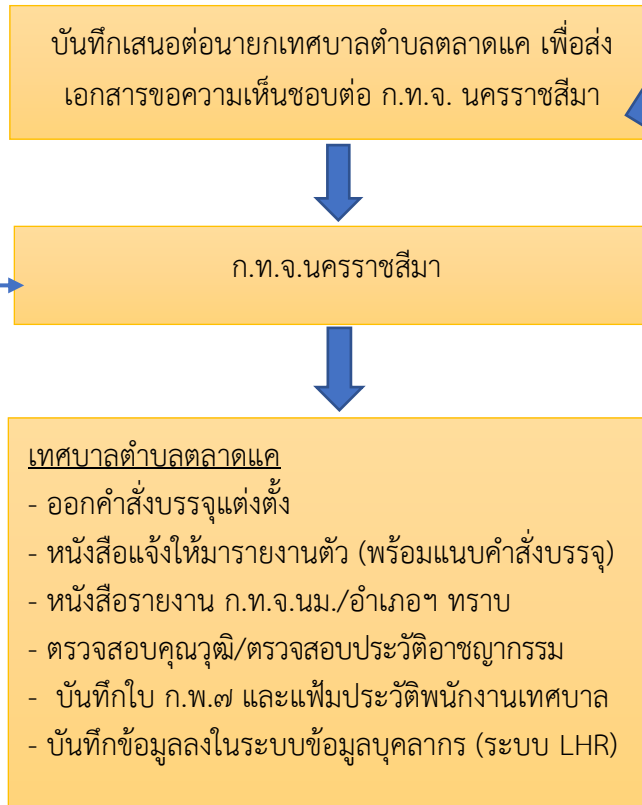 บันทึกเสนอต่อนายกเทศบาลตำบลตลาดแค เพื่อส่ง
เอกสารขอความเห็นชอบต่อ ก.ท.จ. นครราชสีมา
ก.ท.จ.นครราชสีมา
เทศบาลตำบลตลาดแค
- ออกคำสั่งบรรจุแต่งตั้ง
- หนังสือแจ้งให้มารายงานตัว (พร้อมแนบคำสั่งบรรจุ)
- หนังสือรายงาน ก.ท.จ.นม./อำเภอฯ ทราบ
- ตรวจสอบคุณวุฒิ/ตรวจสอบประวัติอาชญากรรม
- บันทึกใบ ก.พ.๗ และแฟ้มประวัติพนักงานเทศบาล
- บันทึกข้อมูลลงในระบบข้อมูลบุคลากร (ระบบ LHR)